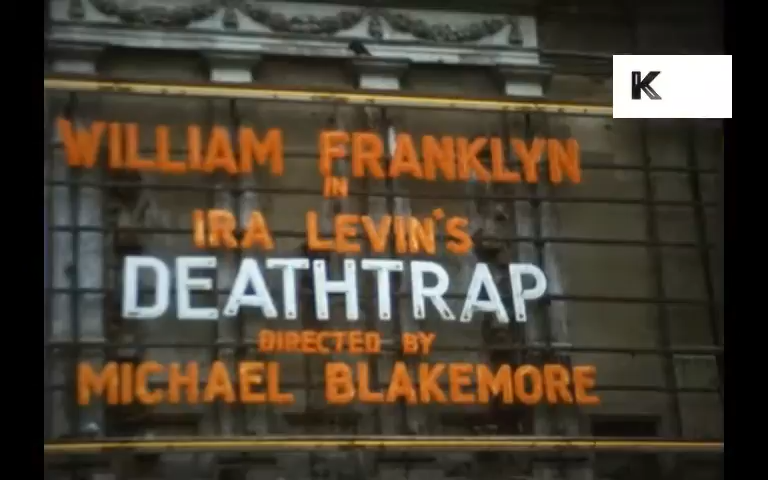 K
WILLIAM FRANKLYN
IN
IRA LEVIN'S
DEATHTRAP
DIRECTED BY
MICHAEL BLAKEMORE